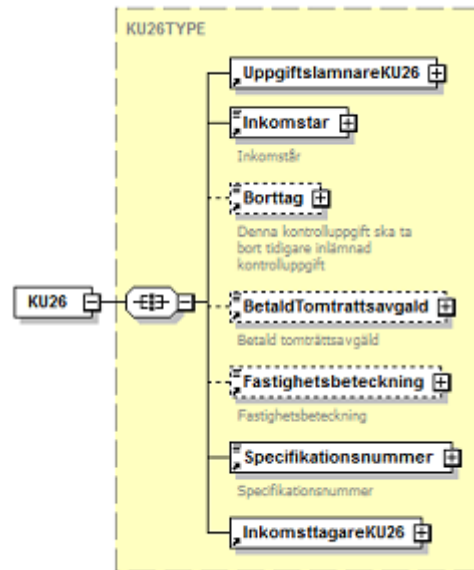 KU26TYPE
UppgiftslamnareKU26
Inkomstar
Inkomstår
Borttag
Denna kontrolluppgift ska ta
bort tidigare inlämnad
kontrolluppgift
KU26
BetaldTomtrattsavgald
Betald tomträttsavgäld
Fastighetsbeteckning
Fastighetsbeteckning
Specifikationsnummer
Specifikationsnummer
InkomsttagareKU26